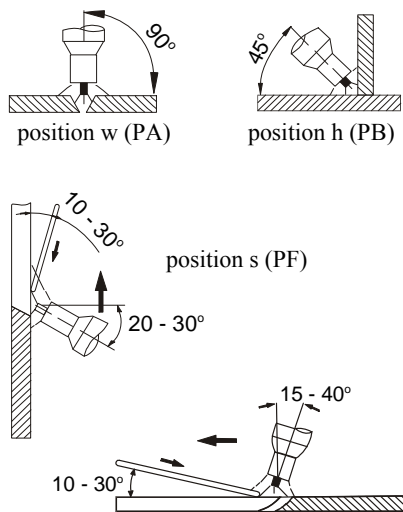 90°
45°
position w (PA)
position h (PB)
10 - 30°
position s (PF)
20 - 30°
15 - 40°
10 - 30°